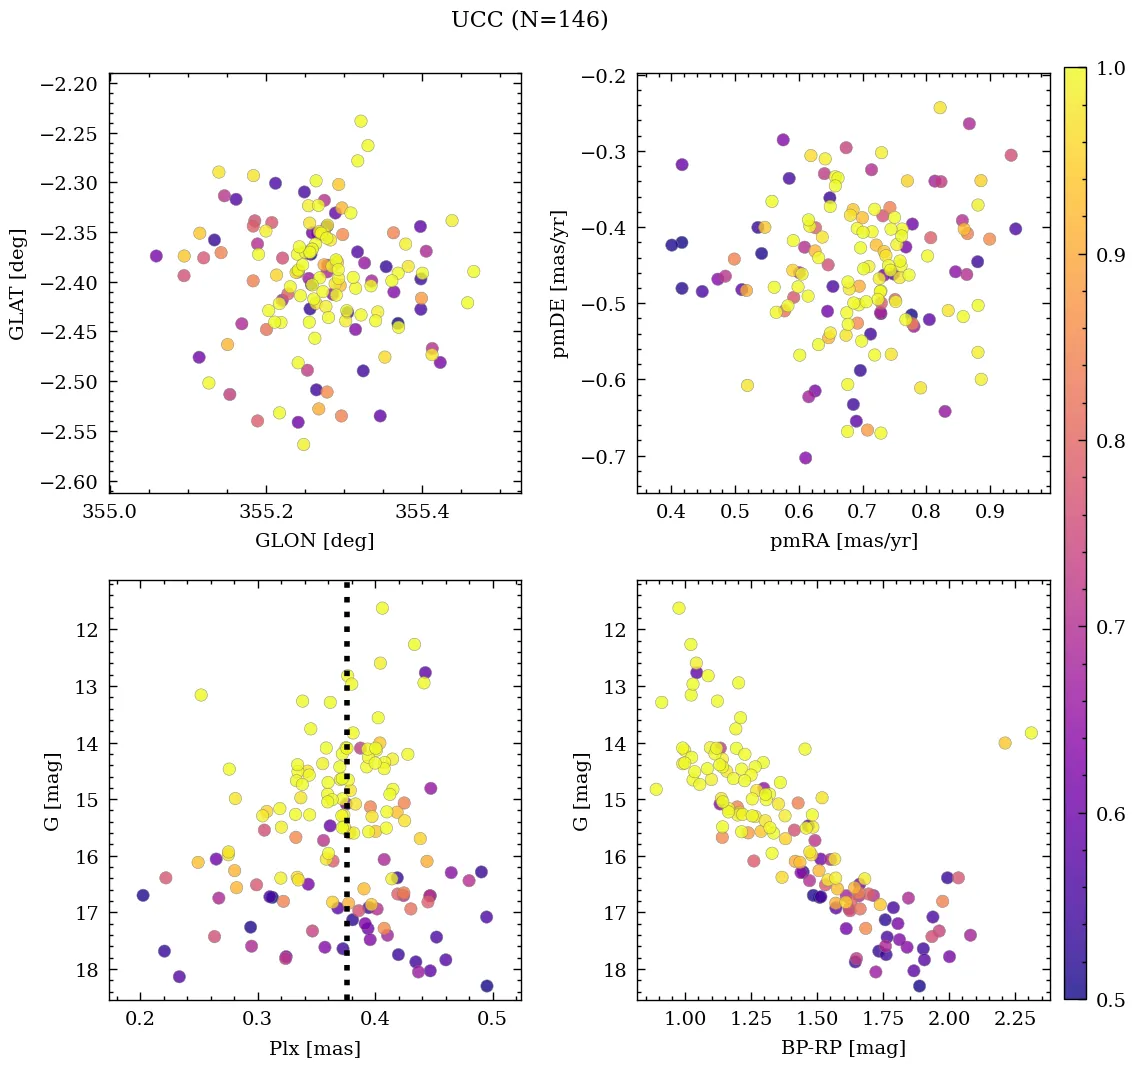 UCC (N=146)
−2.20
−2.25
−2.30
−2.35
−2.40
−2.45
−2.50
−2.55
−2.60
GLAT [deg]
355.0 355.2 355.4
GLON [deg]
−0.2
−0.3
−0.4
−0.5
−0.6
−0.7
pmDE [mas/yr]
0.4 0.5 0.6 0.7 0.8 0.9
pmRA [mas/yr]
12
13
14
15
16
17
18
G [mag]
0.2 0.3 0.4 0.5
Plx [mas]
12
13
14
15
16
17
18
G [mag]
1.00 1.25 1.50 1.75 2.00 2.25
BP-RP [mag]
1.0
0.9
0.8
0.7
0.6
0.5